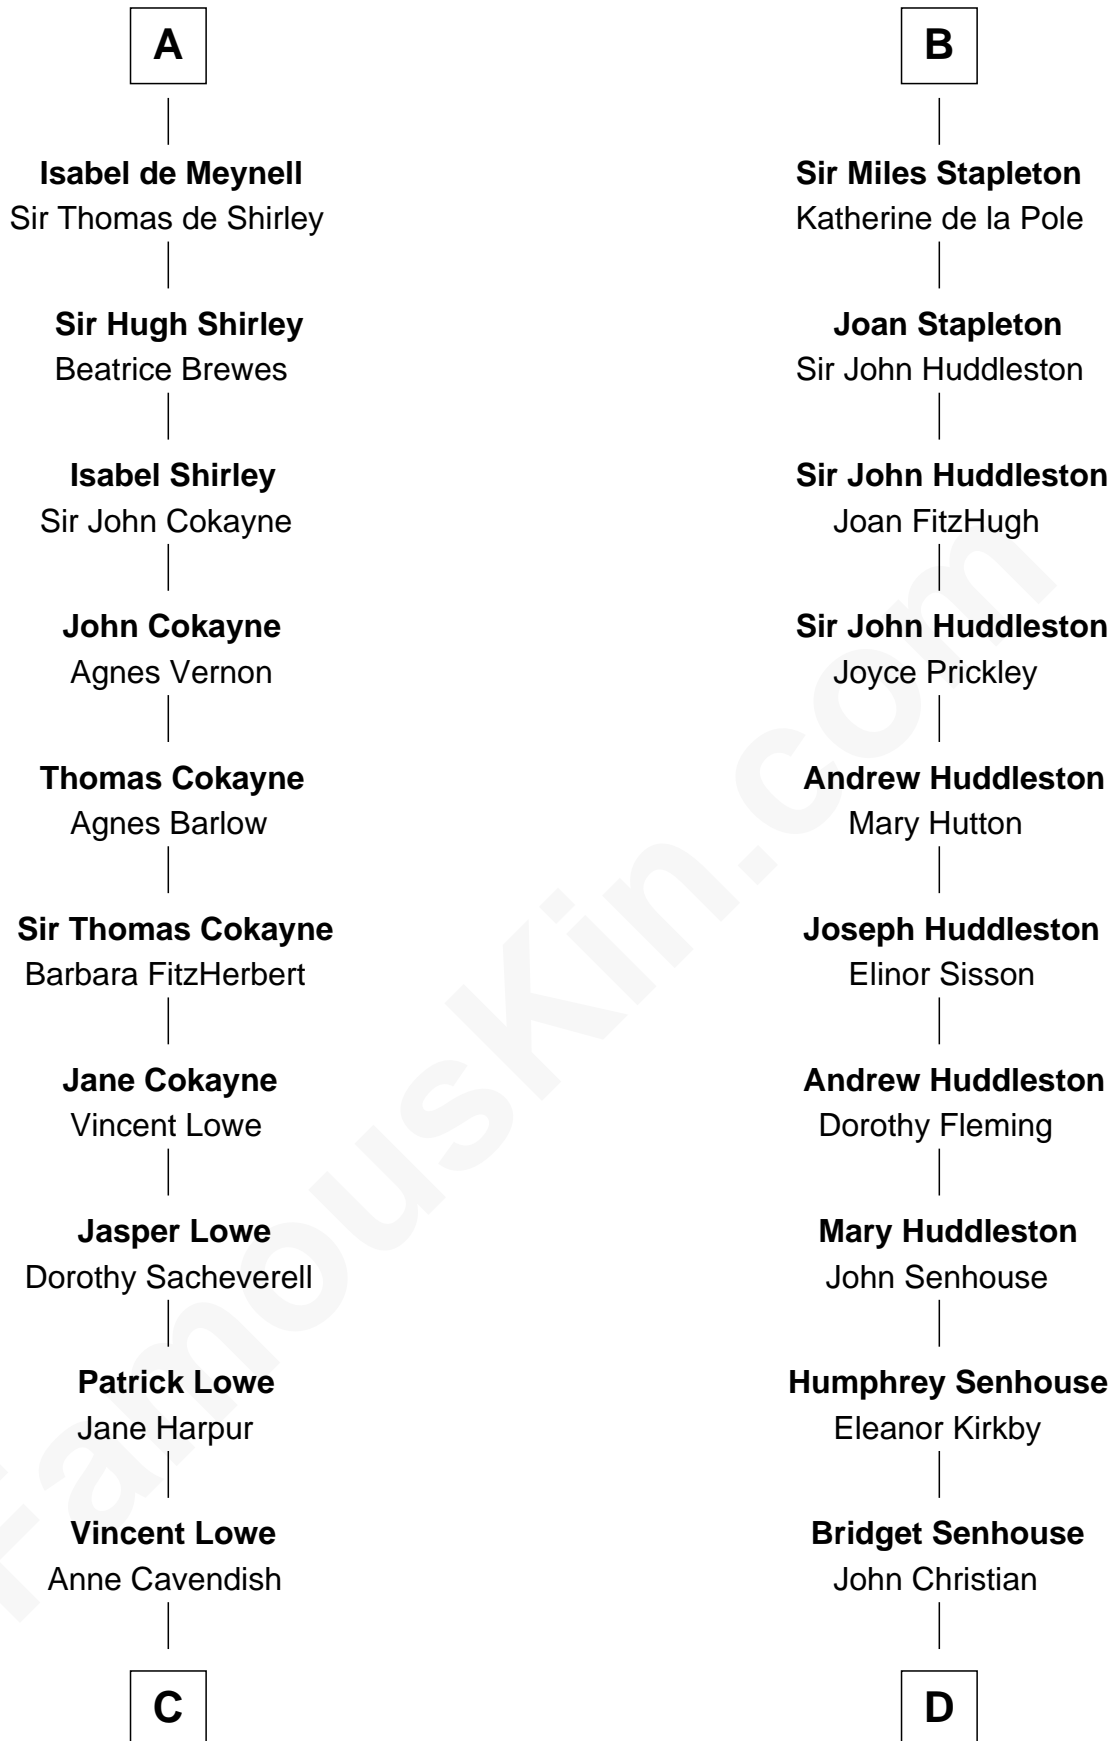 A
Isabel de Meynell
Sir Thomas de Shirley
Sir Hugh Shirley
Beatrice Brewes
Isabel Shirley
Sir John Cokayne
John Cokayne
Agnes Vernon
Thomas Cokayne
Agnes Barlow
Sir Thomas Cokayne
Barbara FitzHerbert
Jane Cokayne
Vincent Lowe
Jasper Lowe
Dorothy Sacheverell
Patrick Lowe
Jane Harpur
Vincent Lowe
Anne Cavendish
C
B
Sir Miles Stapleton
Katherine de la Pole
Joan Stapleton
Sir John Huddleston
Sir John Huddleston
Joan FitzHugh
Sir John Huddleston
Joyce Prickley
Andrew Huddleston
Mary Hutton
Joseph Huddleston
Elinor Sisson
Andrew Huddleston
Dorothy Fleming
Mary Huddleston
John Senhouse
Humphrey Senhouse
Eleanor Kirkby
Bridget Senhouse
John Christian
D
FamousKin.com